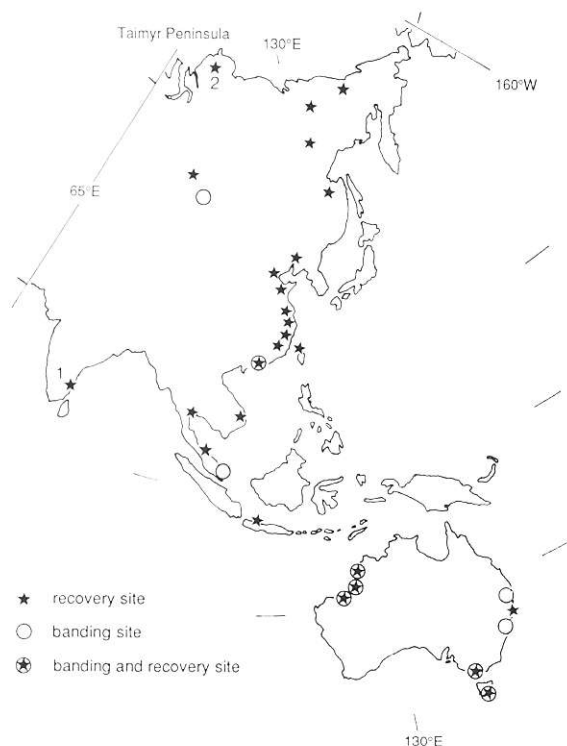 Taimyr Peninsula
130°E
2
160°W
65°E
1
recovery site
banding site
banding and recovery site
130°E